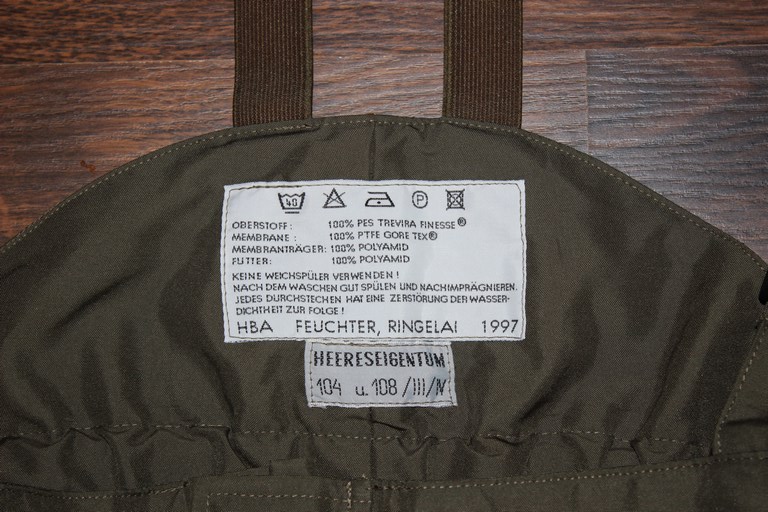 40 P
OBERSTOFF: 100% PES TREVIRA FINESSE®
MEMBRANE: 100% PTFE GORE TEX®
MEMBRANTRÄGER: 100% POLYAMID
FUTTER: 100% POLYAMID
KEINE WEICHSPÜLER VERWENDEN!
NACH DEM WASCHEN GUT SPÜLEN UND NACHIMPRÄGNIEREN.
JEDES DURCHSTECHEN HAT EINE ZERSTÖRUNG DER WASSER-
DICHTHEIT ZUR FOLGE!
HBA FEUCHTER, RINGELAI 1997
HEERESEIGENTUM
104 u. 108/III/IV